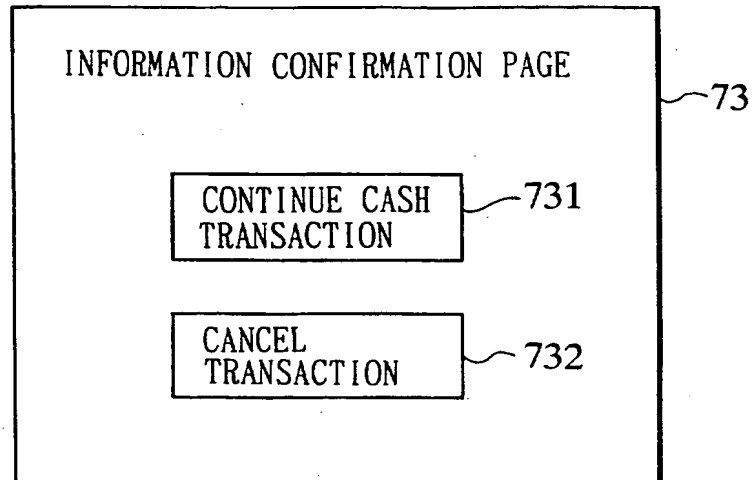 INFORMATION CONFIRMATION PAGE
73
CONTINUE CASH
TRANSACTION
731
CANCEL
TRANSACTION
732